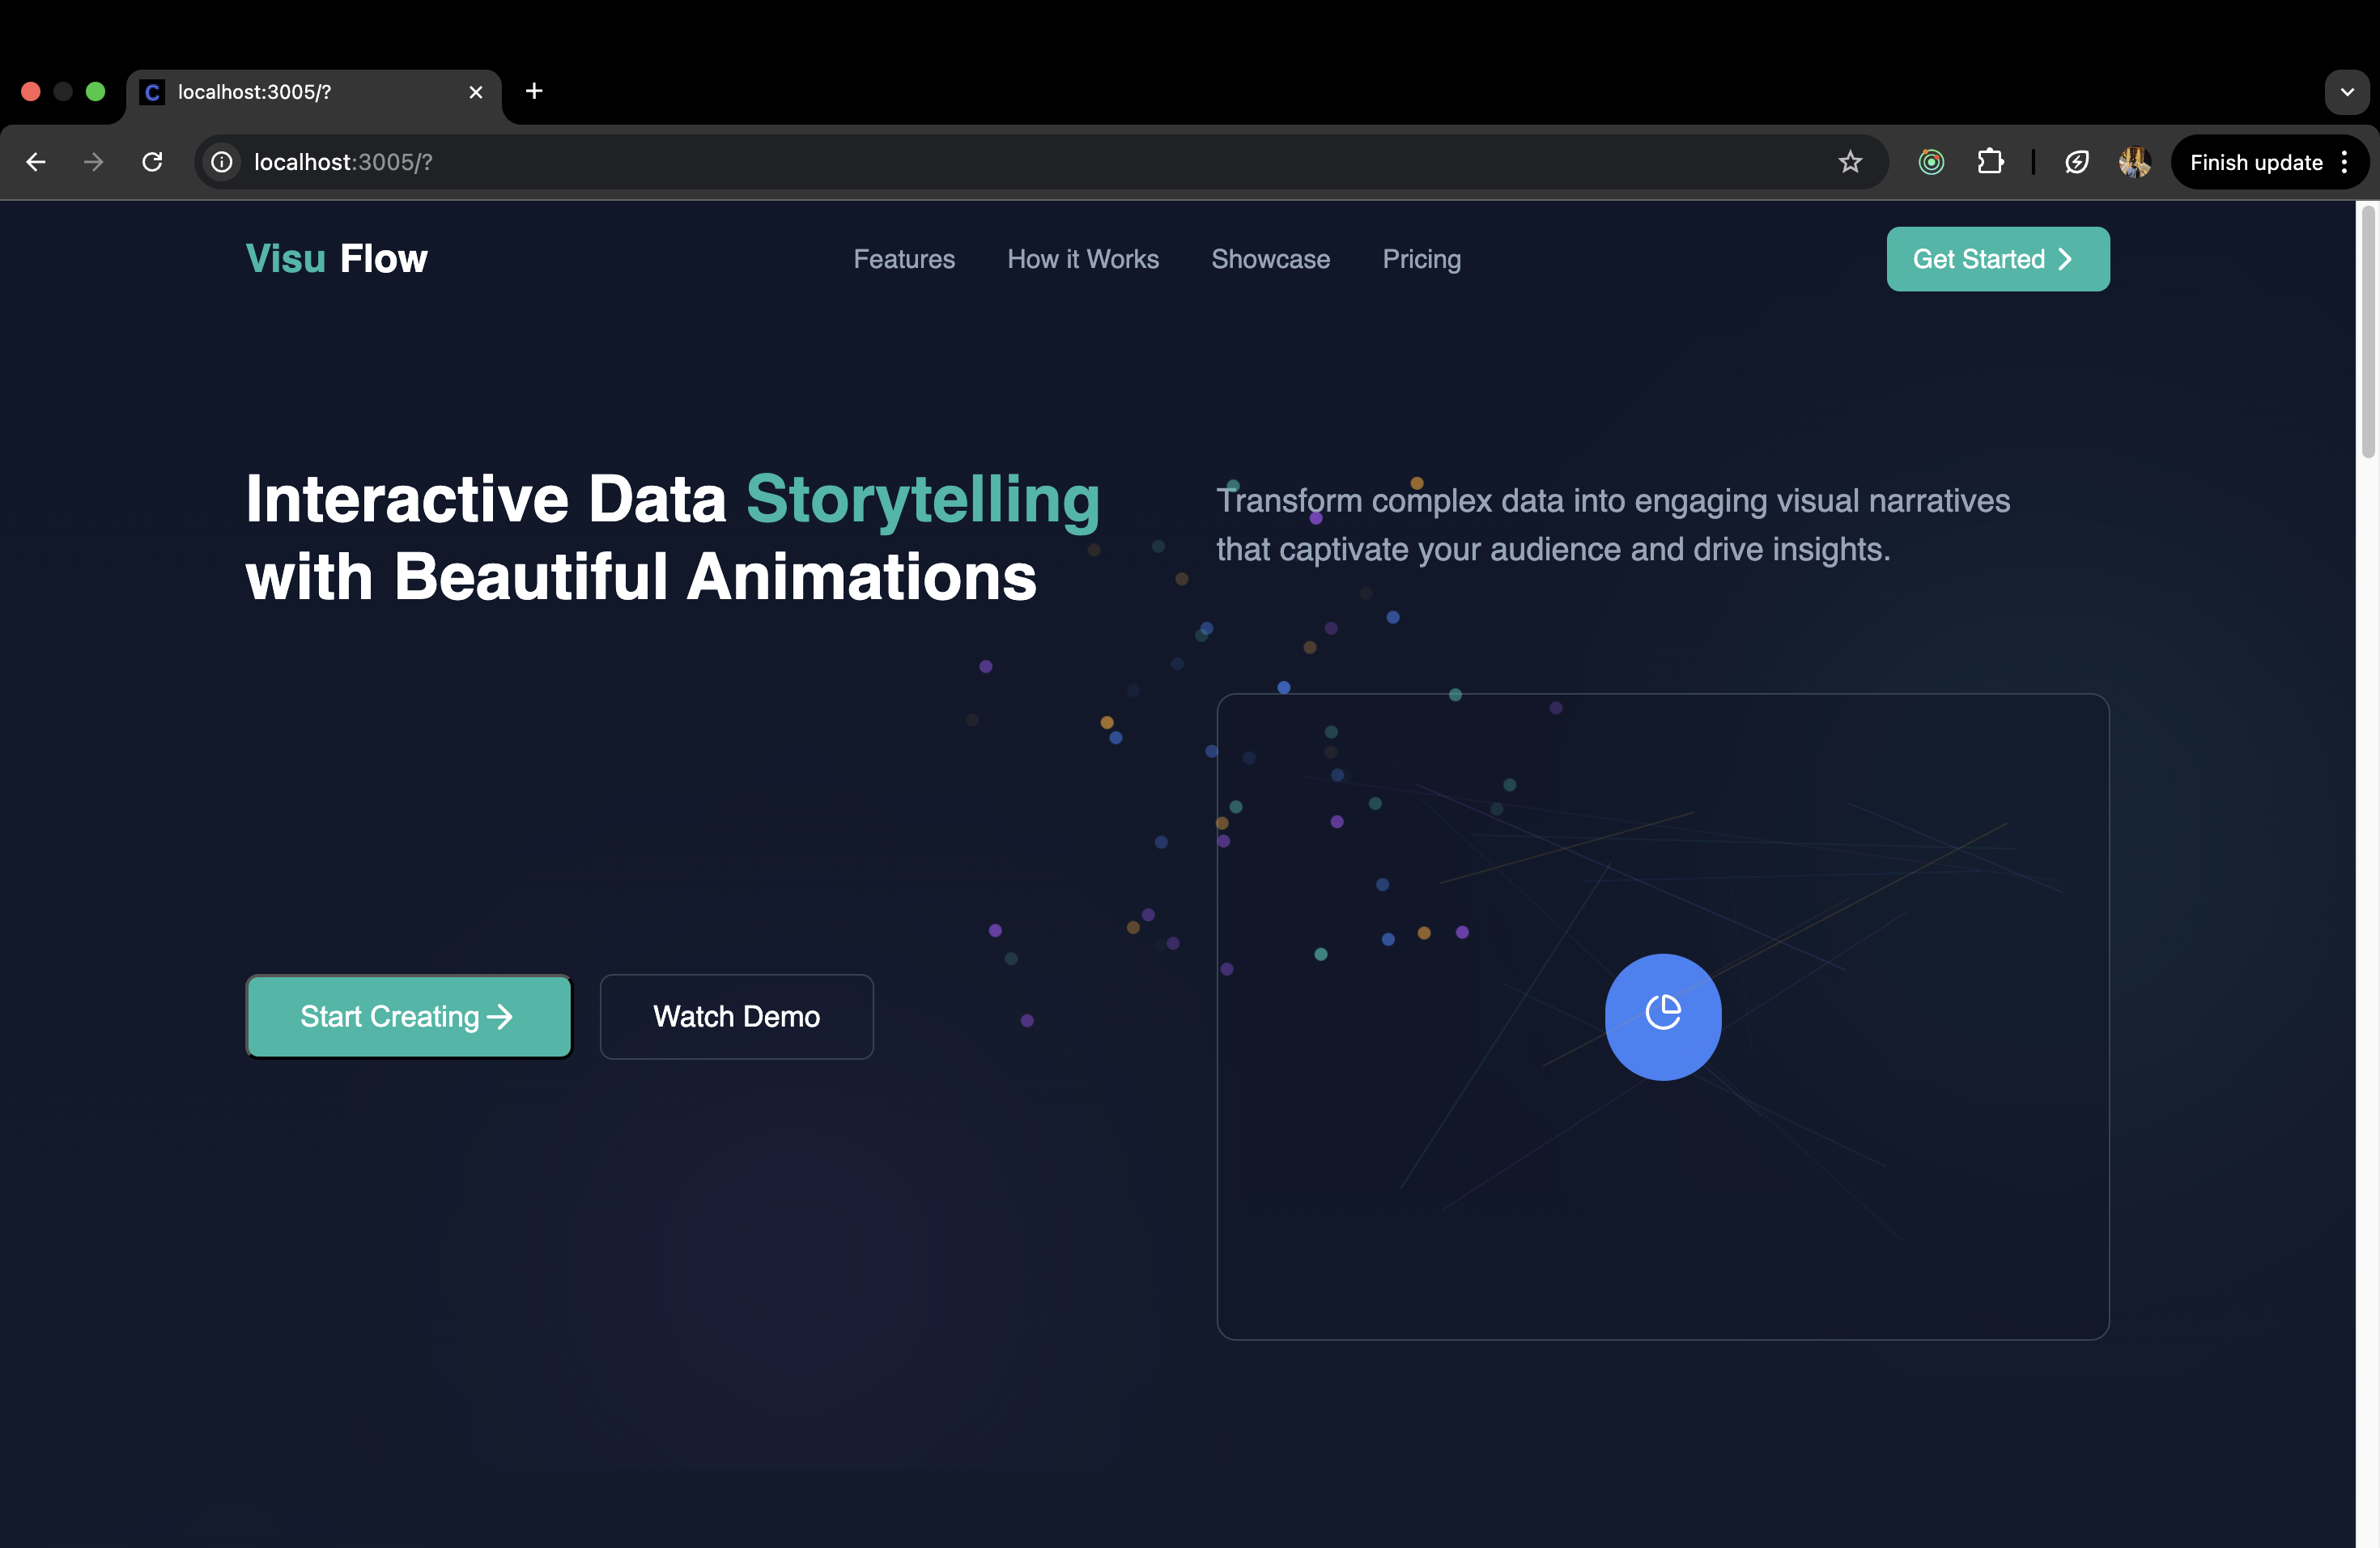 C localhost:3005/?
localhost:3005/?
Finish update
Visu Flow
Features How it Works Showcase Pricing
Get Started
Interactive Data Storytelling
with Beautiful Animations
Transform complex data into engaging visual narratives
that captivate your audience and drive insights.
Start Creating
Watch Demo